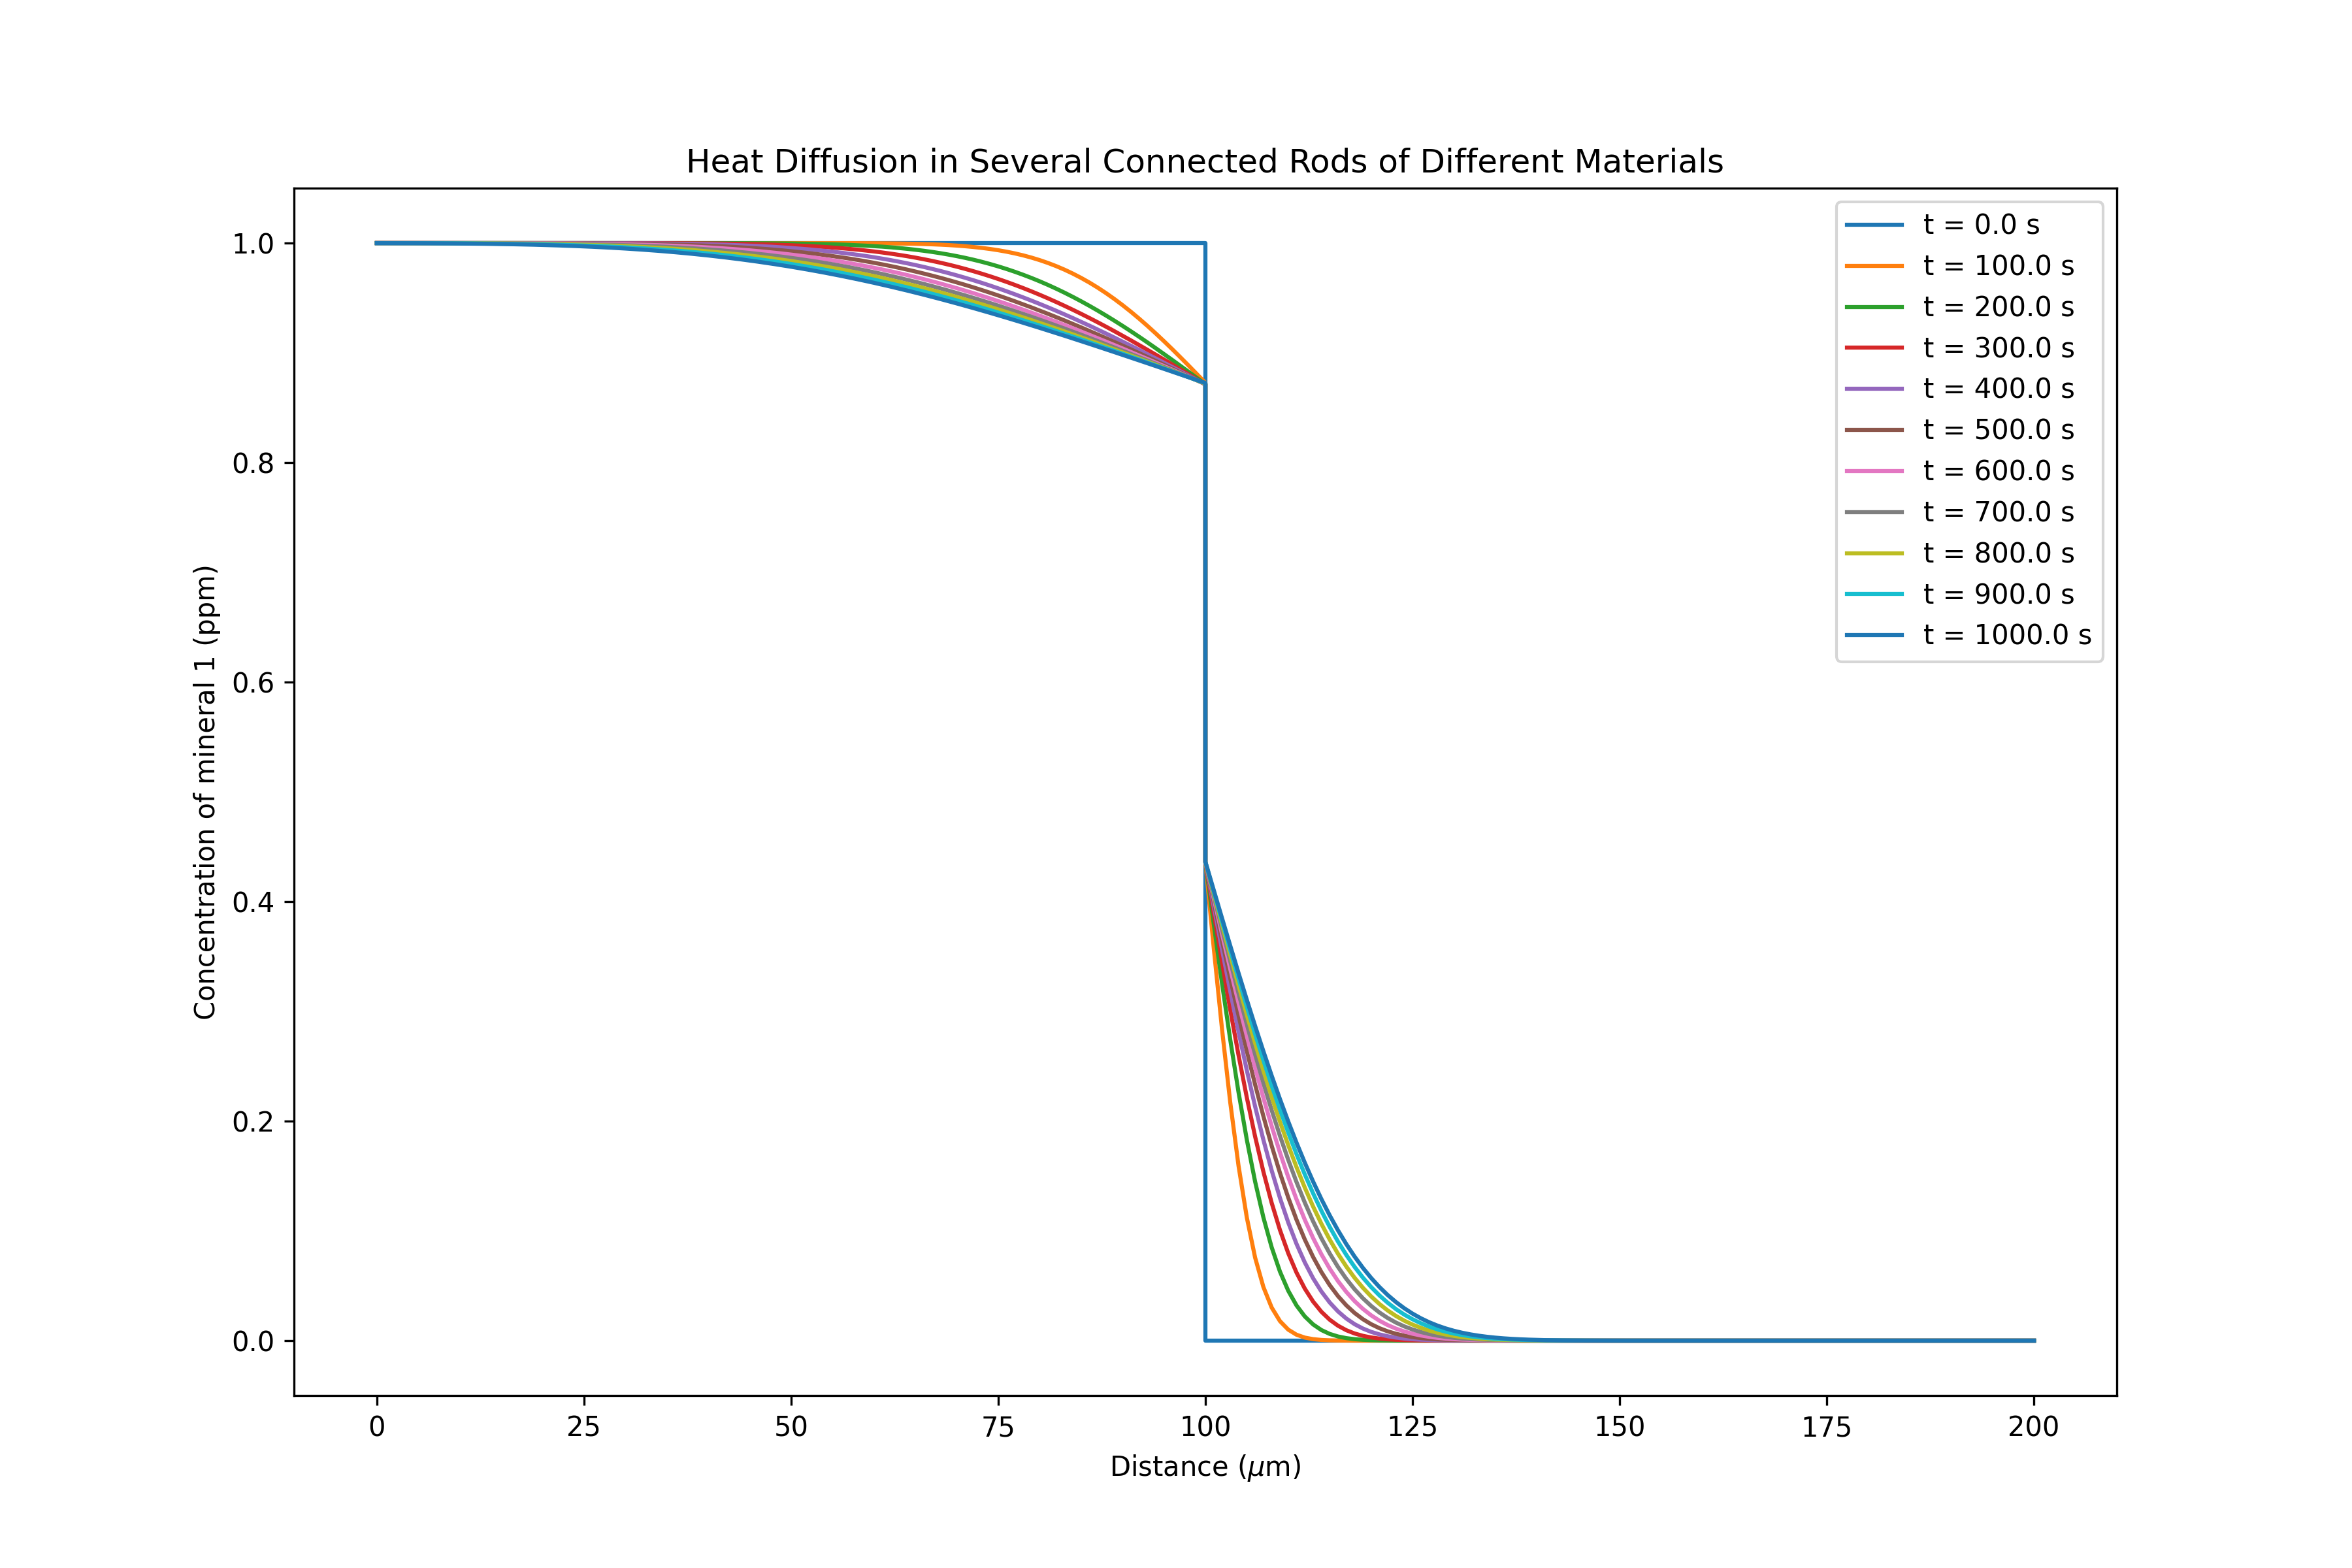 Heat Diffusion in Several Connected Rods of Different Materials
t = 0.0 s
t = 100.0 s
t = 200.0 s
t = 300.0 s
t = 400.0 s
t = 500.0 s
t = 600.0 s
t = 700.0 s
t = 800.0 s
t = 900.0 s
t = 1000.0 s
1.0
0.8
0.6
0.4
0.2
0.0
Concentration of mineral 1 (ppm)
0 25 50 75 100 125 150 175 200
Distance (μm)